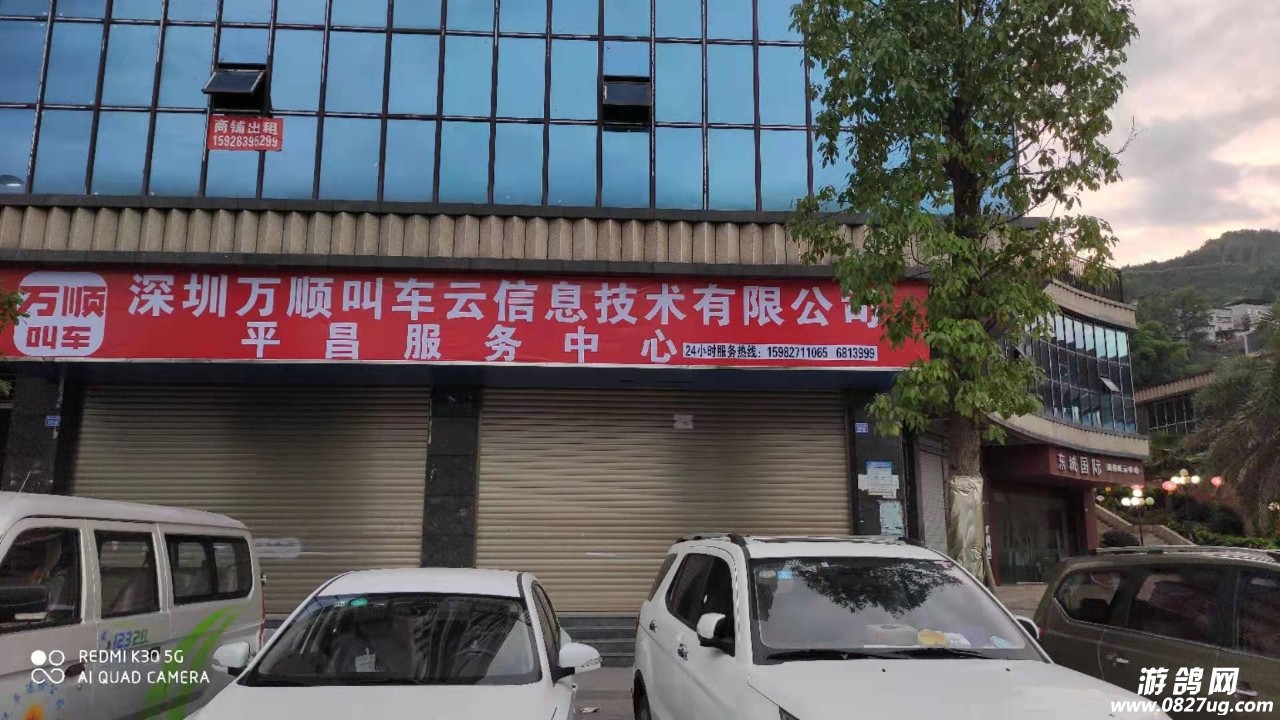 商铺出租
15928395299
万顺
叫车
深圳万顺叫车云信息技术有限公司
平昌服务中心
24小时服务热线：15982711065 6813999
东城国际
12320
REDMI K30 5G
AI QUAD CAMERA
游鸽网
www.0827ug.com